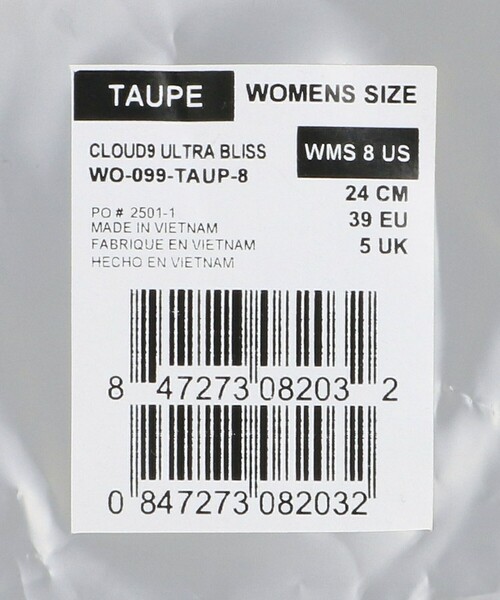 TAUPE WOMENS SIZE
CLOUD9 ULTRA BLISS WMS 8 US
WO-099-TAUP-8
24 CM
39 EU
5 UK
PO # 2501-1
MADE IN VIETNAM
FABRIQUE EN VIETNAM
HECHO EN VIETNAM
8 47273 08203 2
0 847273 082032